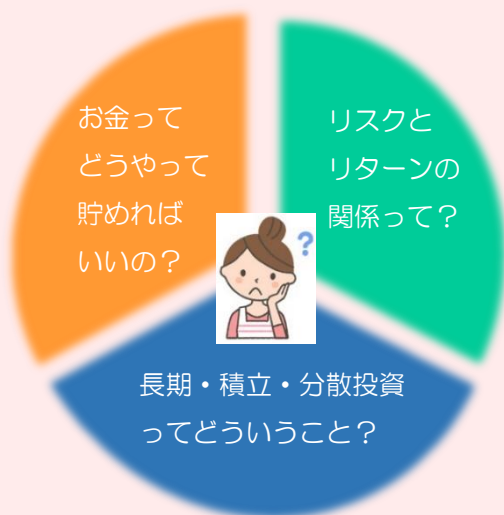 お金って
どうやって
貯めれば
いいの？
リスクと
リターンの
関係って？
?
長期・積立・分散投資
ってどういうこと？